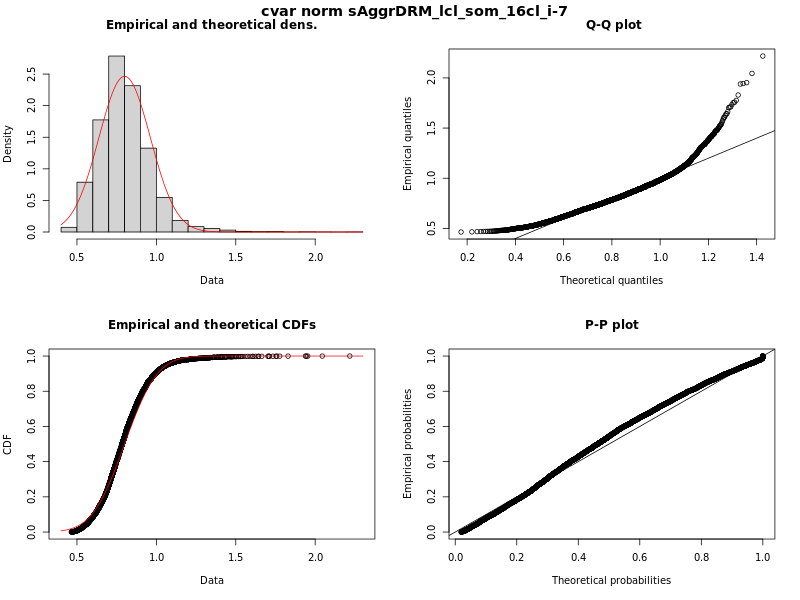 cvar norm sAggrDRM_lcl_som_16cl_i-7
Empirical and theoretical dens.
Density
0.0 0.5 1.0 1.5 2.0 2.5
0.5 1.0 1.5 2.0
Data
Q-Q plot
Empirical quantiles
0.5 1.0 1.5 2.0
0.2 0.4 0.6 0.8 1.0 1.2 1.4
Theoretical quantiles
Empirical and theoretical CDFs
CDF
0.0 0.2 0.4 0.6 0.8 1.0
0.5 1.0 1.5 2.0
Data
P-P plot
Empirical probabilities
0.0 0.2 0.4 0.6 0.8 1.0
0.0 0.2 0.4 0.6 0.8 1.0
Theoretical probabilities